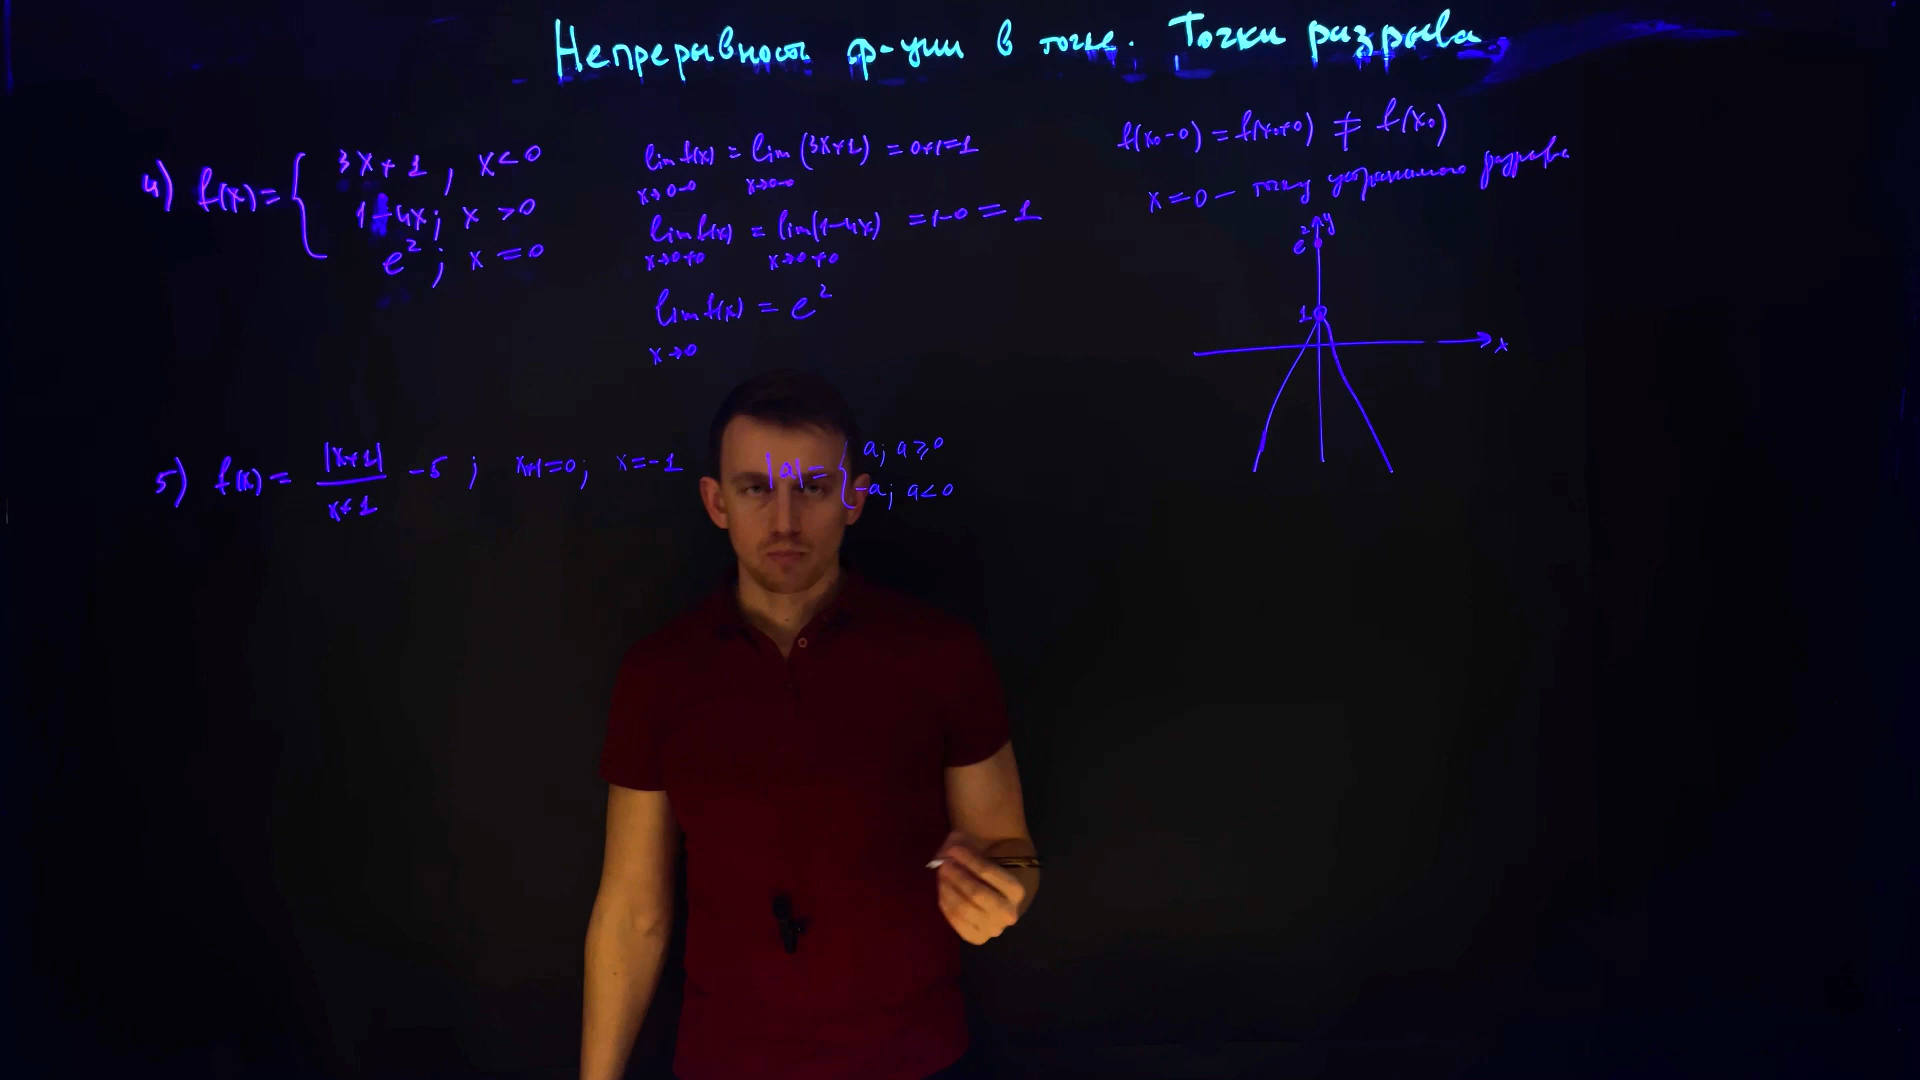 Непрерывность ф-ции в точке. Точки разрыва
4) f(x) = { 3x+1, x<0
1-4x; x>0
e²; x=0
lim f(x) = lim (3x+1) = 0+1=1
x→0-0 x→0-0
lim f(x) = lim(1-4x) = 1-0 = 1
x→0+0 x→0+0
lim f(x) = e²
x→0
f(x₀-0) = f(x₀+0) ≠ f(x₀)
x=0 - точку устранимого разрыва
y
e²
1
x
5) f(x) = |x+1| / x+1 - 5 ; x+1=0; x=-1 |a| = { a; a≥0
-a; a<0